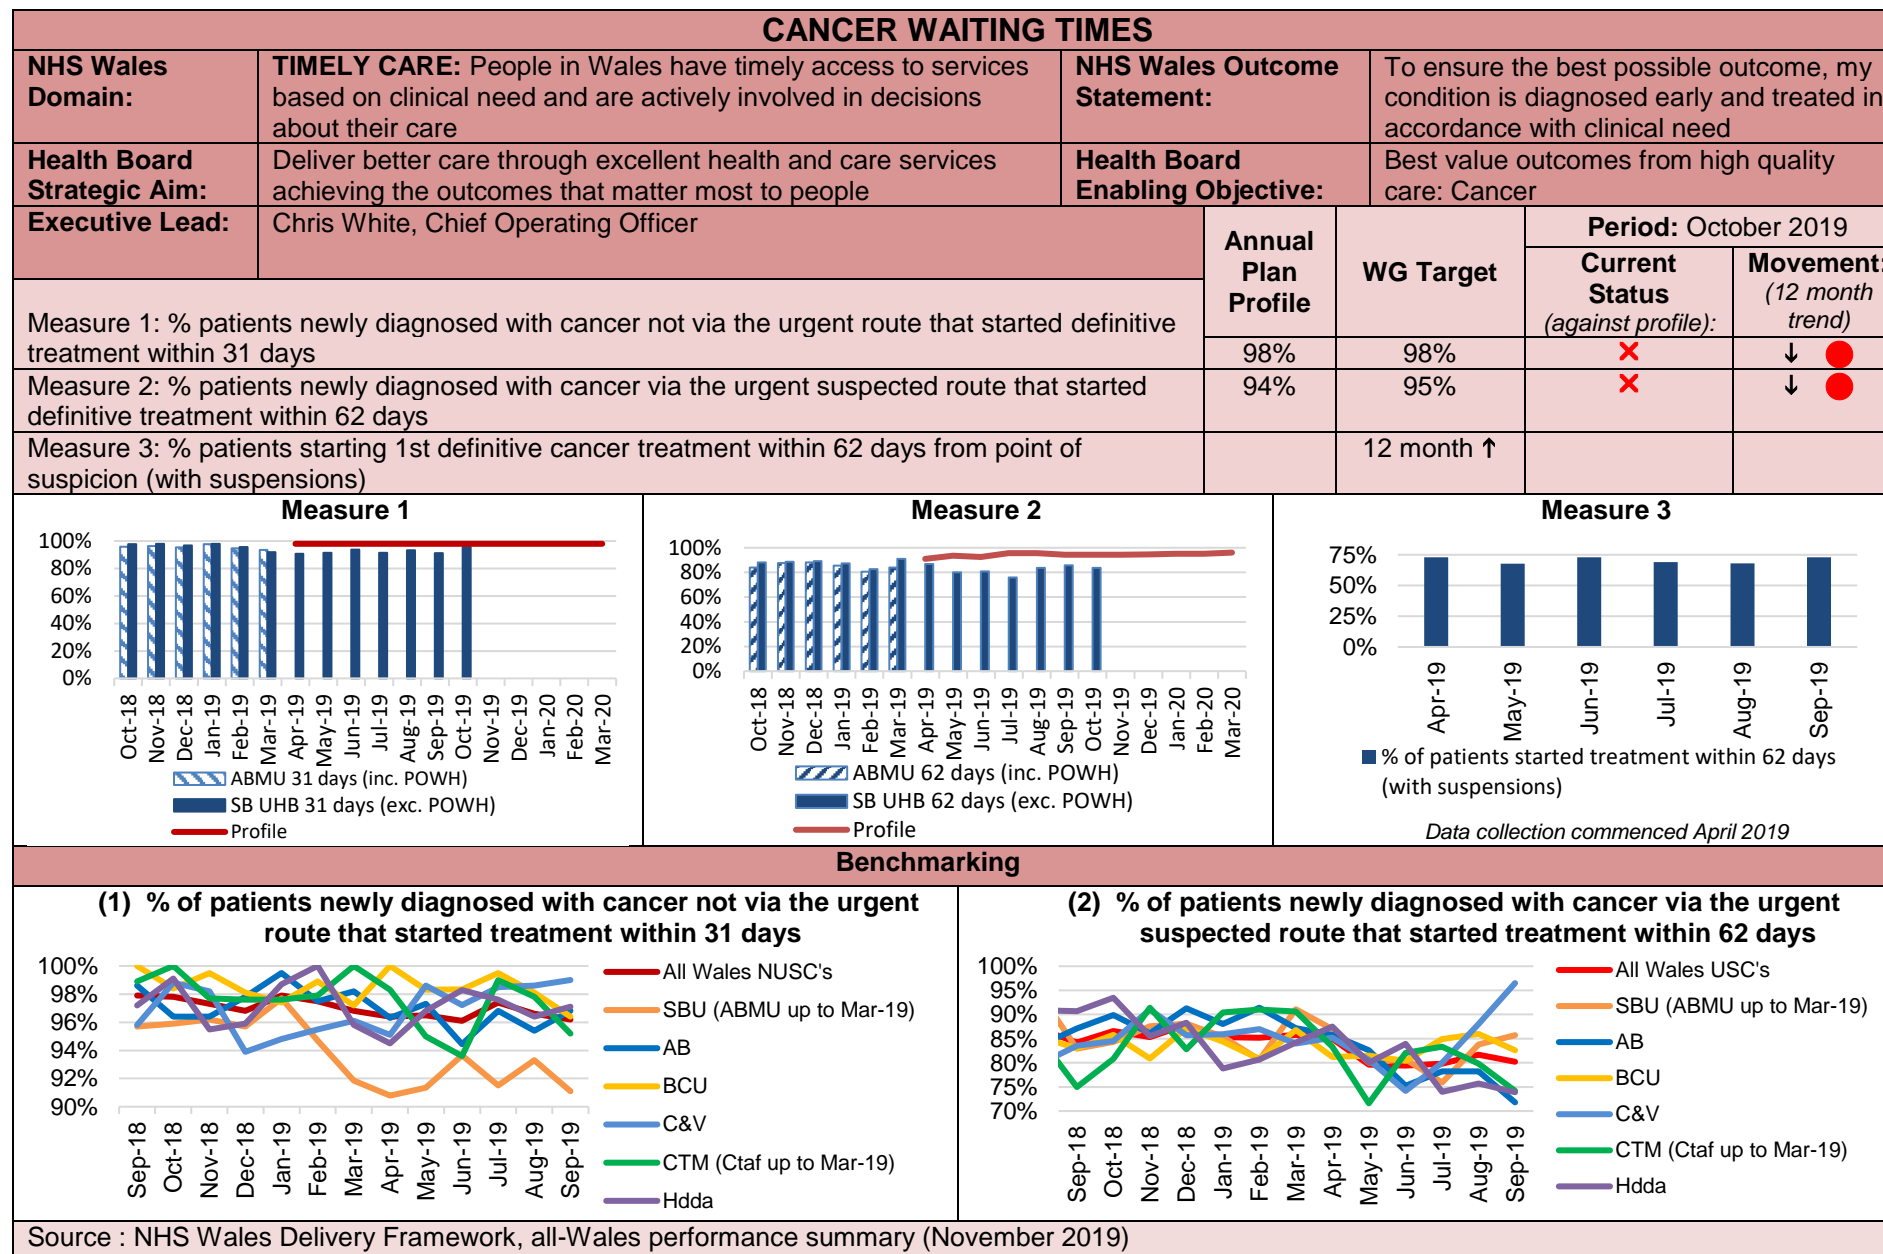 CANCER WAITING TIMES
NHS Wales
Domain:
TIMELY CARE: People in Wales have timely access to services
based on clinical need and are actively involved in decisions
about their care
NHS Wales Outcome
Statement:
To ensure the best possible outcome, my
condition is diagnosed early and treated in
accordance with clinical need
Health Board
Strategic Aim:
Deliver better care through excellent health and care services
achieving the outcomes that matter most to people
Health Board
Enabling Objective:
Best value outcomes from high quality
care: Cancer
Executive Lead:
Chris White, Chief Operating Officer
Annual
Plan
Profile
WG Target
Period: October 2019
Current
Status
(against profile):
Movement:
(12 month
trend)
Measure 1: % patients newly diagnosed with cancer not via the urgent route that started definitive
treatment within 31 days
98%
98%
✕
↓
Measure 2: % patients newly diagnosed with cancer via the urgent suspected route that started
definitive treatment within 62 days
94%
95%
✕
↓
Measure 3: % patients starting 1st definitive cancer treatment within 62 days from point of
suspicion (with suspensions)
12 month ↑
Measure 1
100%
80%
60%
40%
20%
0%
Oct-18
Nov-18
Dec-18
Jan-19
Feb-19
Mar-19
Apr-19
May-19
Jun-19
Jul-19
Aug-19
Sep-19
Oct-19
Nov-19
Dec-19
Jan-20
Feb-20
Mar-20
ABMU 31 days (inc. POWH)
SB UHB 31 days (exc. POWH)
Profile
Measure 2
100%
80%
60%
40%
20%
0%
Oct-18
Nov-18
Dec-18
Jan-19
Feb-19
Mar-19
Apr-19
May-19
Jun-19
Jul-19
Aug-19
Sep-19
Oct-19
Nov-19
Dec-19
Jan-20
Feb-20
Mar-20
ABMU 62 days (inc. POWH)
SB UHB 62 days (exc. POWH)
Profile
Measure 3
75%
50%
25%
0%
Apr-19
May-19
Jun-19
Jul-19
Aug-19
Sep-19
% of patients started treatment within 62 days
(with suspensions)
Data collection commenced April 2019
Benchmarking
(1) % of patients newly diagnosed with cancer not via the urgent
route that started treatment within 31 days
100%
98%
96%
94%
92%
90%
Sep-18
Oct-18
Nov-18
Dec-18
Jan-19
Feb-19
Mar-19
Apr-19
May-19
Jun-19
Jul-19
Aug-19
Sep-19
All Wales NUSC's
SBU (ABMU up to Mar-19)
AB
BCU
C&V
CTM (Ctaf up to Mar-19)
Hdda
(2) % of patients newly diagnosed with cancer via the urgent
suspected route that started treatment within 62 days
100%
95%
90%
85%
80%
75%
70%
Sep-18
Oct-18
Nov-18
Dec-18
Jan-19
Feb-19
Mar-19
Apr-19
May-19
Jun-19
Jul-19
Aug-19
Sep-19
All Wales USC's
SBU (ABMU up to Mar-19)
AB
BCU
C&V
CTM (Ctaf up to Mar-19)
Hdda
Source : NHS Wales Delivery Framework, all-Wales performance summary (November 2019)